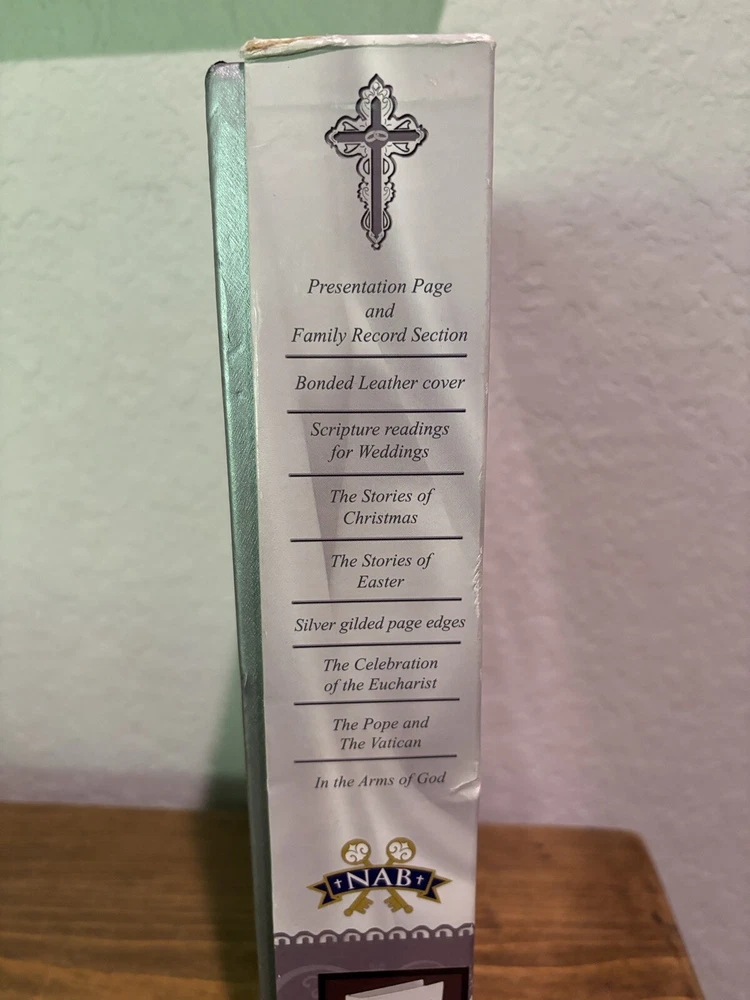 Presentation Page
and
Family Record Section
Bonded Leather cover
Scripture readings
for Weddings
The Stories of
Christmas
The Stories of
Easter
Silver gilded page edges
The Celebration
of the Eucharist
The Pope and
The Vatican
In the Arms of God
NAB